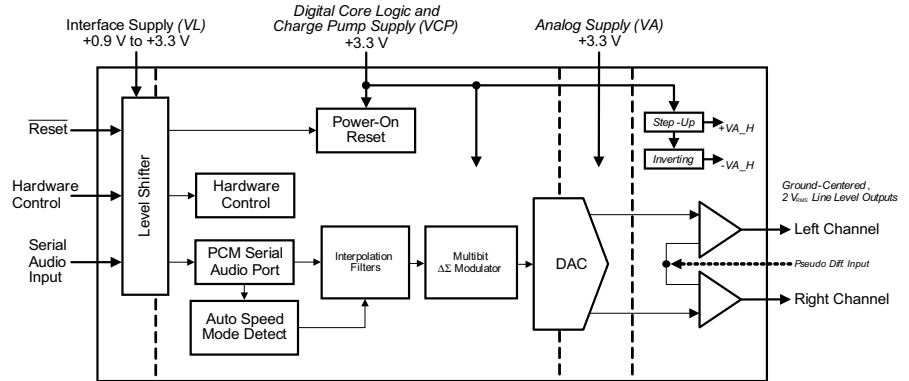 Interface Supply (VL)
+0.9 V to +3.3 V
Digital Core Logic and
Charge Pump Supply (VCP)
+3.3 V
Analog Supply (VA)
+3.3 V
Reset
Hardware
Control
Serial
Audio
Input
Level Shifter
Power-On
Reset
Hardware
Control
PCM Serial
Audio Port
Auto Speed
Mode Detect
Interpolation
Filters
Multibit
ΔΣ Modulator
DAC
Step-Up
+VA_H
Inverting
-VA_H
Ground-Centered,
2 VRMS Line Level Outputs
Left Channel
Pseudo Diff. Input
Right Channel